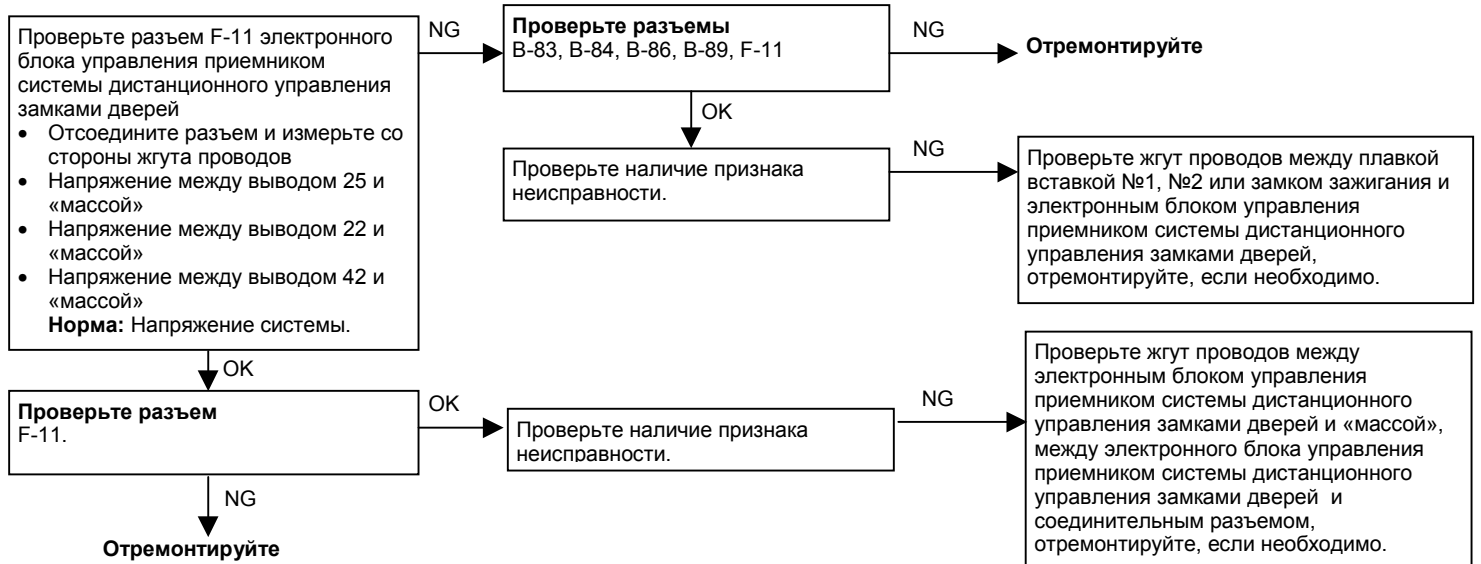 Проверьте разъем F-11 электронного
блока управления приемником
системы дистанционного управления
замками дверей
• Отсоедините разъем и измерьте со
стороны жгута проводов
• Напряжение между выводом 25 и
«массой»
• Напряжение между выводом 22 и
«массой»
• Напряжение между выводом 42 и
«массой»
Норма: Напряжение системы.
NG
Проверьте разъемы
B-83, B-84, B-86, B-89, F-11
NG
Отремонтируйте
OK
Проверьте наличие признака
неисправности.
NG
Проверьте жгут проводов между плавкой
вставкой №1, №2 или замком зажигания и
электронным блоком управления
приемником системы дистанционного
управления замками дверей,
отремонтируйте, если необходимо.
OK
Проверьте разъем
F-11.
OK
Проверьте наличие признака
неисправности.
NG
Проверьте жгут проводов между
электронным блоком управления
приемником системы дистанционного
управления замками дверей и «массой»,
между электронного блока управления
приемником системы дистанционного
управления замками дверей и
соединительным разъемом,
отремонтируйте, если необходимо.
NG
Отремонтируйте